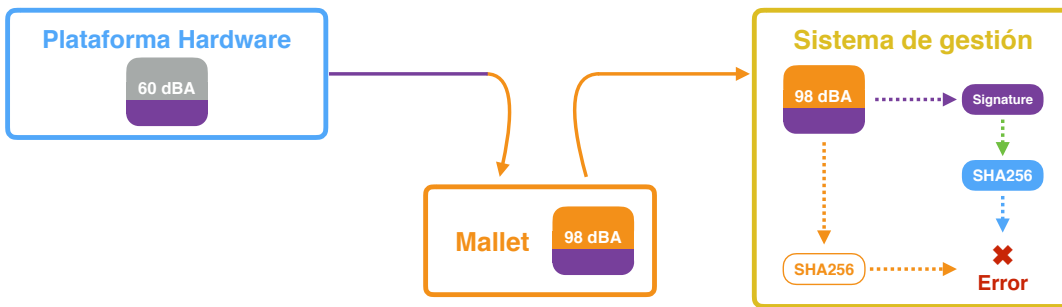 Plataforma Hardware
60 dBA
Mallet
98 dBA
Sistema de gestión
98 dBA
Signature
SHA256
SHA256
Error